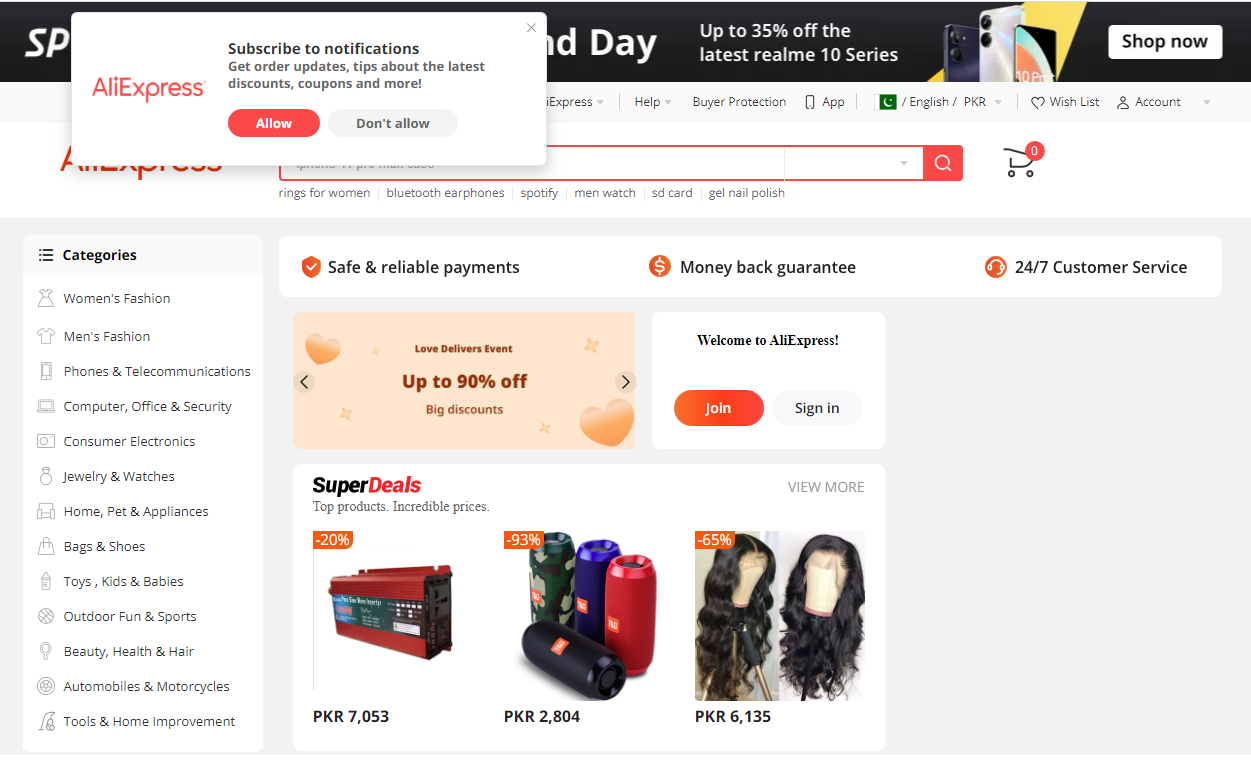 SP
nd Day
Up to 35% off the
latest realme 10 Series
Shop now
Subscribe to notifications
Get order updates, tips about the latest
discounts, coupons and more!
AliExpress
Allow
Don't allow
iExpress
Help
Buyer Protection
App
/ English / PKR
Wish List
Account
AliExpress
iphone 11 pro max case
0
rings for women
bluetooth earphones
spotify
men watch
sd card
gel nail polish
Categories
Women's Fashion
Men's Fashion
Phones & Telecommunications
Computer, Office & Security
Consumer Electronics
Jewelry & Watches
Home, Pet & Appliances
Bags & Shoes
Toys , Kids & Babies
Outdoor Fun & Sports
Beauty, Health & Hair
Automobiles & Motorcycles
Tools & Home Improvement
Safe & reliable payments
Money back guarantee
24/7 Customer Service
Love Delivers Event
Up to 90% off
Big discounts
Welcome to AliExpress!
Join
Sign in
SuperDeals
VIEW MORE
Top products. Incredible prices.
-20%
-93%
-65%
PKR 7,053
PKR 2,804
PKR 6,135